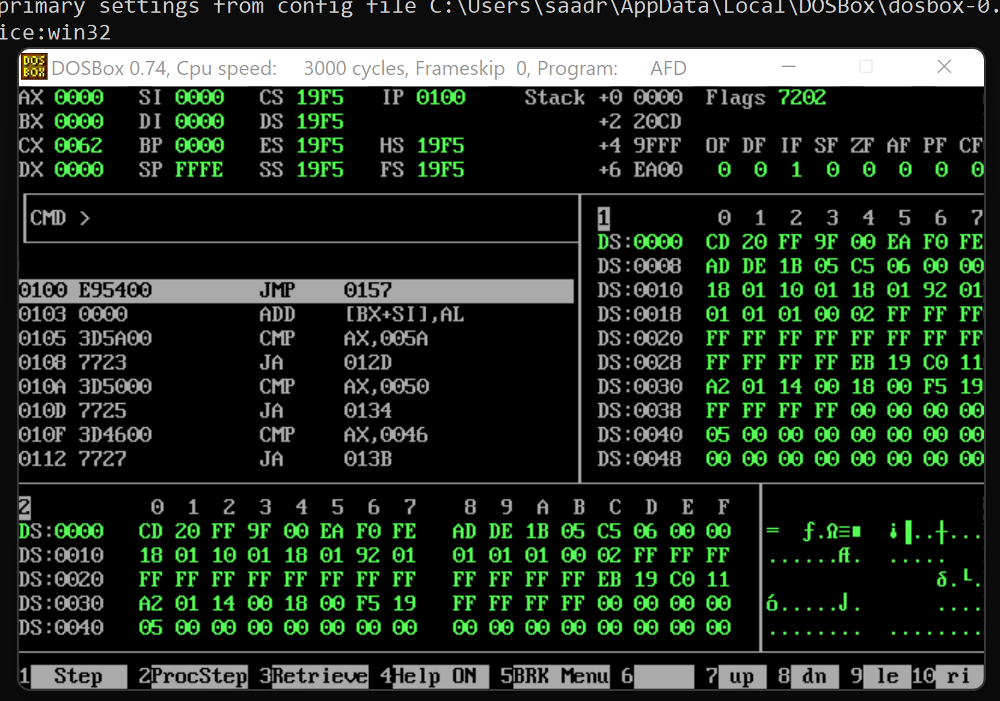 primary settings from config file C:\Users\saadr\AppData\Local\DOSBox\dosbox-0.
ice:win32
DOS BOX DOSBox 0.74, Cpu speed: 3000 cycles, Frameskip 0, Program: AFD
AX 0000 SI 0000 CS 19F5 IP 0100 Stack +0 0000 Flags 7202
BX 0000 DI 0000 DS 19F5 +2 20CD
CX 0062 BP 0000 ES 19F5 HS 19F5 +4 9FFF OF DF IF SF ZF AF PF CF
DX 0000 SP FFFE SS 19F5 FS 19F5 +6 EA00 0 0 1 0 0 0 0 0
CMD >
0100 E95400 JMP 0157
0103 0000 ADD [BX+SI],AL
0105 3D5A00 CMP AX,005A
0108 7723 JA 012D
010A 3D5000 CMP AX,0050
010D 7725 JA 0134
010F 3D4600 CMP AX,0046
0112 7727 JA 013B
1 0 1 2 3 4 5 6 7
DS:0000 CD 20 FF 9F 00 EA F0 FE
DS:0008 AD DE 1B 05 C5 06 00 00
DS:0010 18 01 10 01 18 01 92 01
DS:0018 01 01 01 00 02 FF FF FF
DS:0020 FF FF FF FF FF FF FF FF
DS:0028 FF FF FF FF EB 19 C0 11
DS:0030 A2 01 14 00 18 00 F5 19
DS:0038 FF FF FF FF 00 00 00 00
DS:0040 05 00 00 00 00 00 00 00
DS:0048 00 00 00 00 00 00 00 00
2 0 1 2 3 4 5 6 7 8 9 A B C D E F
DS:0000 CD 20 FF 9F 00 EA F0 FE AD DE 1B 05 C5 06 00 00 = ƒ.Ω≡■ ¡▐..┼...
DS:0010 18 01 10 01 18 01 92 01 01 01 01 00 02 FF FF FF ......Æ. .....
DS:0020 FF FF FF FF FF FF FF FF FF FF FF FF EB 19 C0 11 δ.└.
DS:0030 A2 01 14 00 18 00 F5 19 FF FF FF FF 00 00 00 00 ó.....⌡. ....
DS:0040 05 00 00 00 00 00 00 00 00 00 00 00 00 00 00 00 ........ ........
1 Step 2ProcStep 3Retrieve 4Help ON 5BRK Menu 6 7 up 8 dn 9 le 10 ri